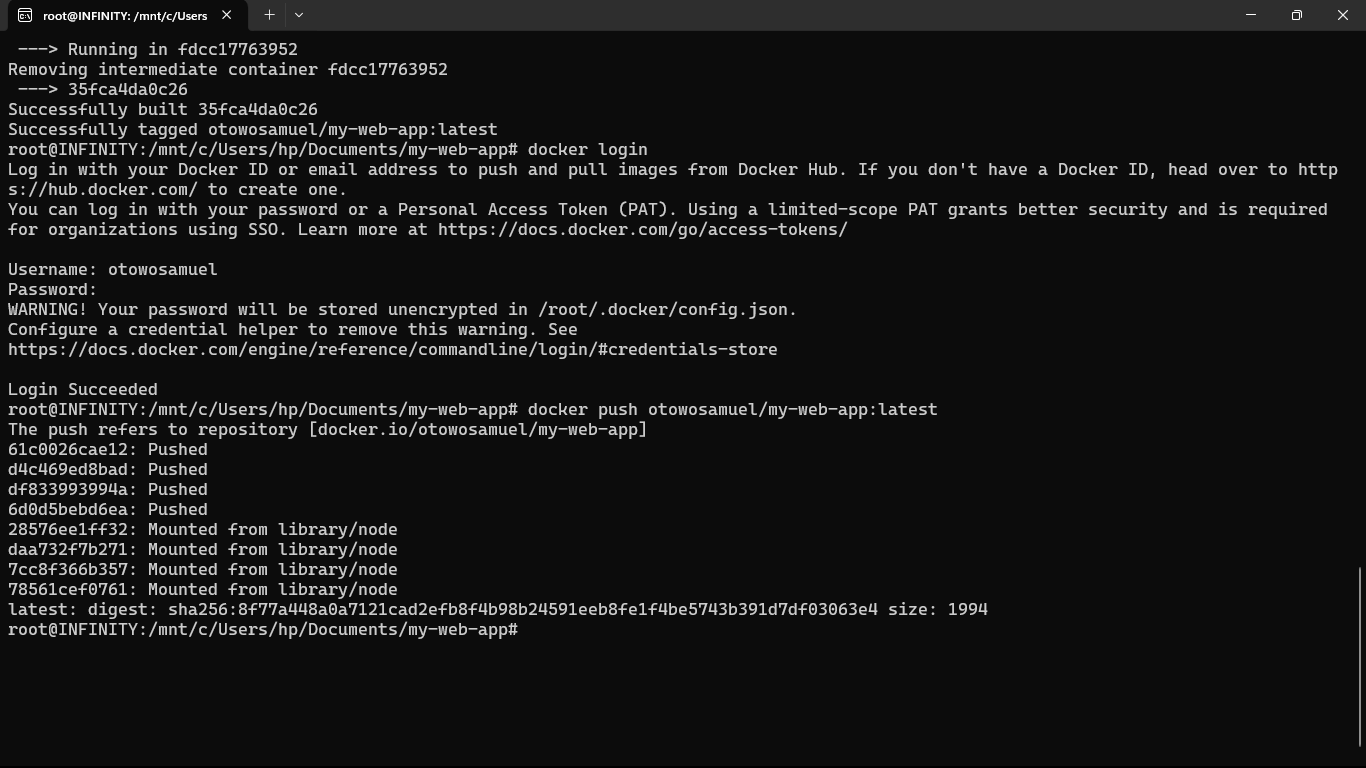 root@INFINITY: /mnt/c/Users
---> Running in fdcc17763952
Removing intermediate container fdcc17763952
---> 35fca4da0c26
Successfully built 35fca4da0c26
Successfully tagged otowosamuel/my-web-app:latest
root@INFINITY:/mnt/c/Users/hp/Documents/my-web-app# docker login
Log in with your Docker ID or email address to push and pull images from Docker Hub. If you don't have a Docker ID, head over to http
s://hub.docker.com/ to create one.
You can log in with your password or a Personal Access Token (PAT). Using a limited-scope PAT grants better security and is required
for organizations using SSO. Learn more at https://docs.docker.com/go/access-tokens/
Username: otowosamuel
Password:
WARNING! Your password will be stored unencrypted in /root/.docker/config.json.
Configure a credential helper to remove this warning. See
https://docs.docker.com/engine/reference/commandline/login/#credentials-store
Login Succeeded
root@INFINITY:/mnt/c/Users/hp/Documents/my-web-app# docker push otowosamuel/my-web-app:latest
The push refers to repository [docker.io/otowosamuel/my-web-app]
61c0026cae12: Pushed
d4c469ed8bad: Pushed
df833993994a: Pushed
6d0d5bebd6ea: Pushed
28576ee1ff32: Mounted from library/node
daa732f7b271: Mounted from library/node
7cc8f366b357: Mounted from library/node
78561cef0761: Mounted from library/node
latest: digest: sha256:8f77a448a0a7121cad2efb8f4b98b24591eeb8fe1f4be5743b391d7df03063e4 size: 1994
root@INFINITY:/mnt/c/Users/hp/Documents/my-web-app#